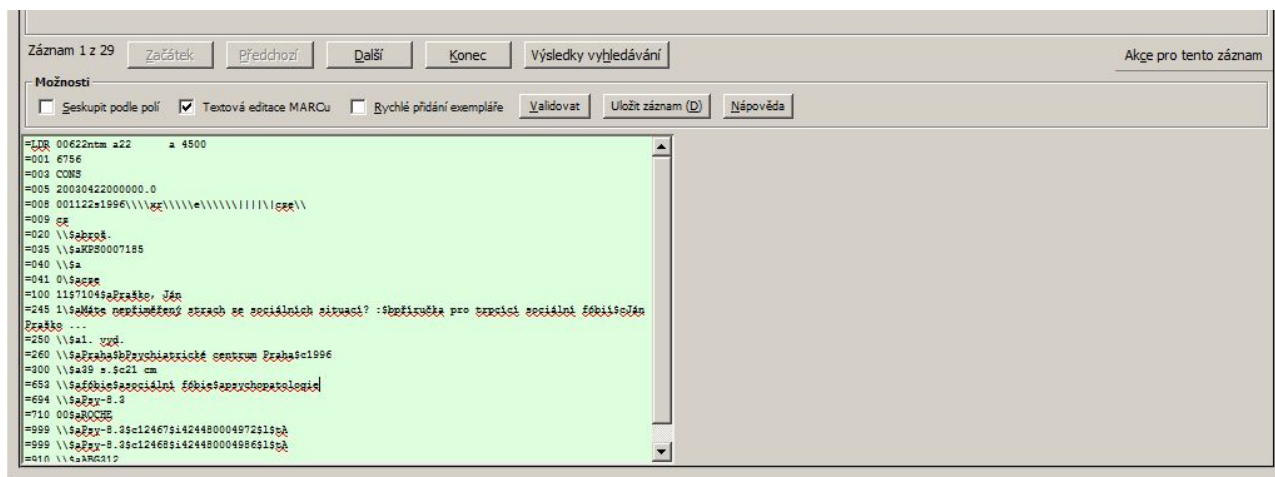 Záznam 1 z 29 Začátek Předchozí Další Konec Výsledky vyhledávání Akce pro tento záznam
Možnosti
Seskupit podle polí Textová editace MARCu Rychlé přidání exempláře Validovat Uložit záznam (D) Nápověda
=LDR 00622ntm a22 a 4500
=001 6756
=003 CONS
=005 20030422000000.0
=008 001122s1996\\\\xr\\\\\e\\\\\\||||\|cze\\
=009 cz
=020 \\$abrož.
=035 \\$aKPS0007185
=040 \\$a
=041 0\$acze
=100 11$7104$aPraško, Ján
=245 1\$aMáte nepřiměřený strach ze sociálních situací? :$bpříručka pro trpící sociální fóbií$cJán
Praško ...
=250 \\$a1. vyd.
=260 \\$aPraha$bPsychiatrické centrum Praha$c1996
=300 \\$a39 s.$c21 cm
=653 \\$afóbie$asociální fóbie$apsychopatologie
=694 \\$aPsy-8.3
=710 00$aROCHE
=999 \\$aPsy-8.3$c12467$i424480004972$l$tA
=999 \\$aPsy-8.3$c12468$i424480004986$l$tA
=910 \\$aABG312